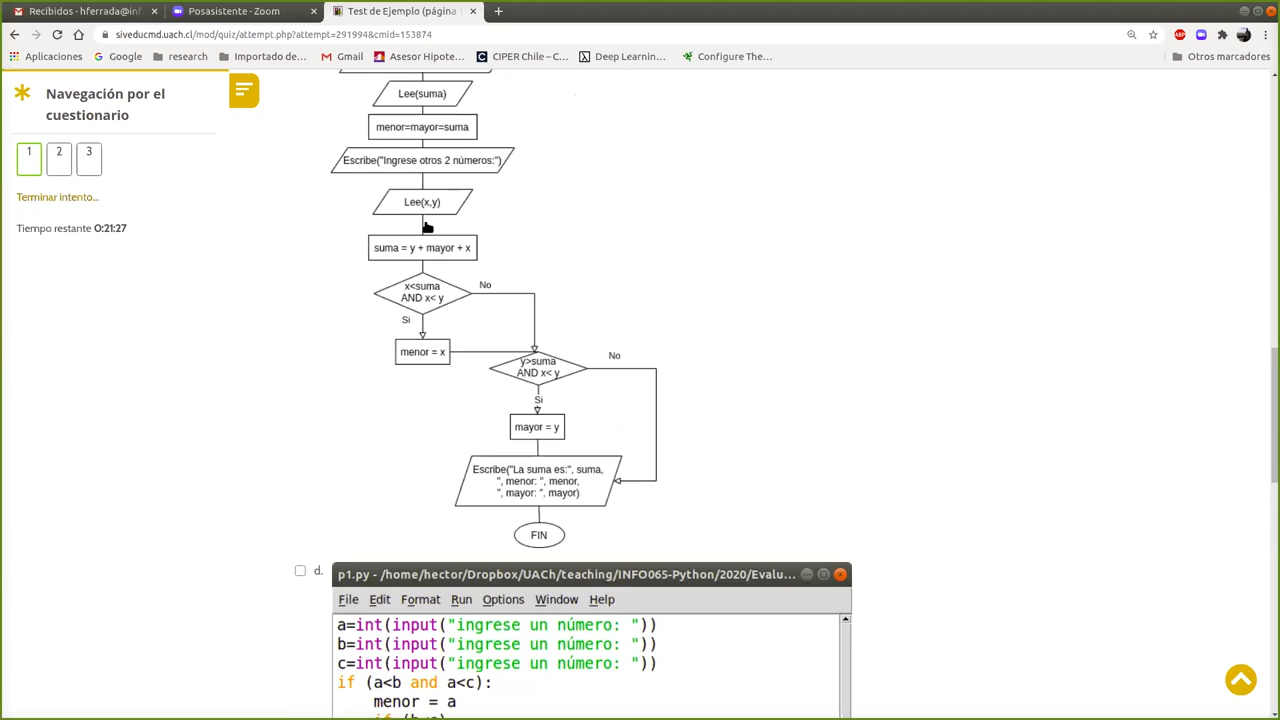 Recibidos - hferrada@inf
Posasistente - Zoom
Test de Ejemplo (página
siveducmd.uach.cl/mod/quiz/attempt.php?attempt=291994&cmid=153874
Aplicaciones
Google
research
Importado de…
Gmail
Asesor Hipote…
CIPER Chile – C…
Deep Learnin…
Configure The…
Otros marcadores
Navegación por el
cuestionario
1 2 3
Terminar intento...
Tiempo restante 0:21:27
Lee(suma)
menor=mayor=suma
Escribe("Ingrese otros 2 números:")
Lee(x,y)
suma = y + mayor + x
x<suma
AND x< y
No
Si
menor = x
y>suma
AND x< y
No
Si
mayor = y
Escribe("La suma es:", suma,
", menor: ", menor,
", mayor: ", mayor)
FIN
d.
p1.py - /home/hector/Dropbox/UACh/teaching/INFO065-Python/2020/Evalu...
File Edit Format Run Options Window Help
a=int(input("ingrese un número: "))
b=int(input("ingrese un número: "))
c=int(input("ingrese un número: "))
if (a<b and a<c):
menor = a